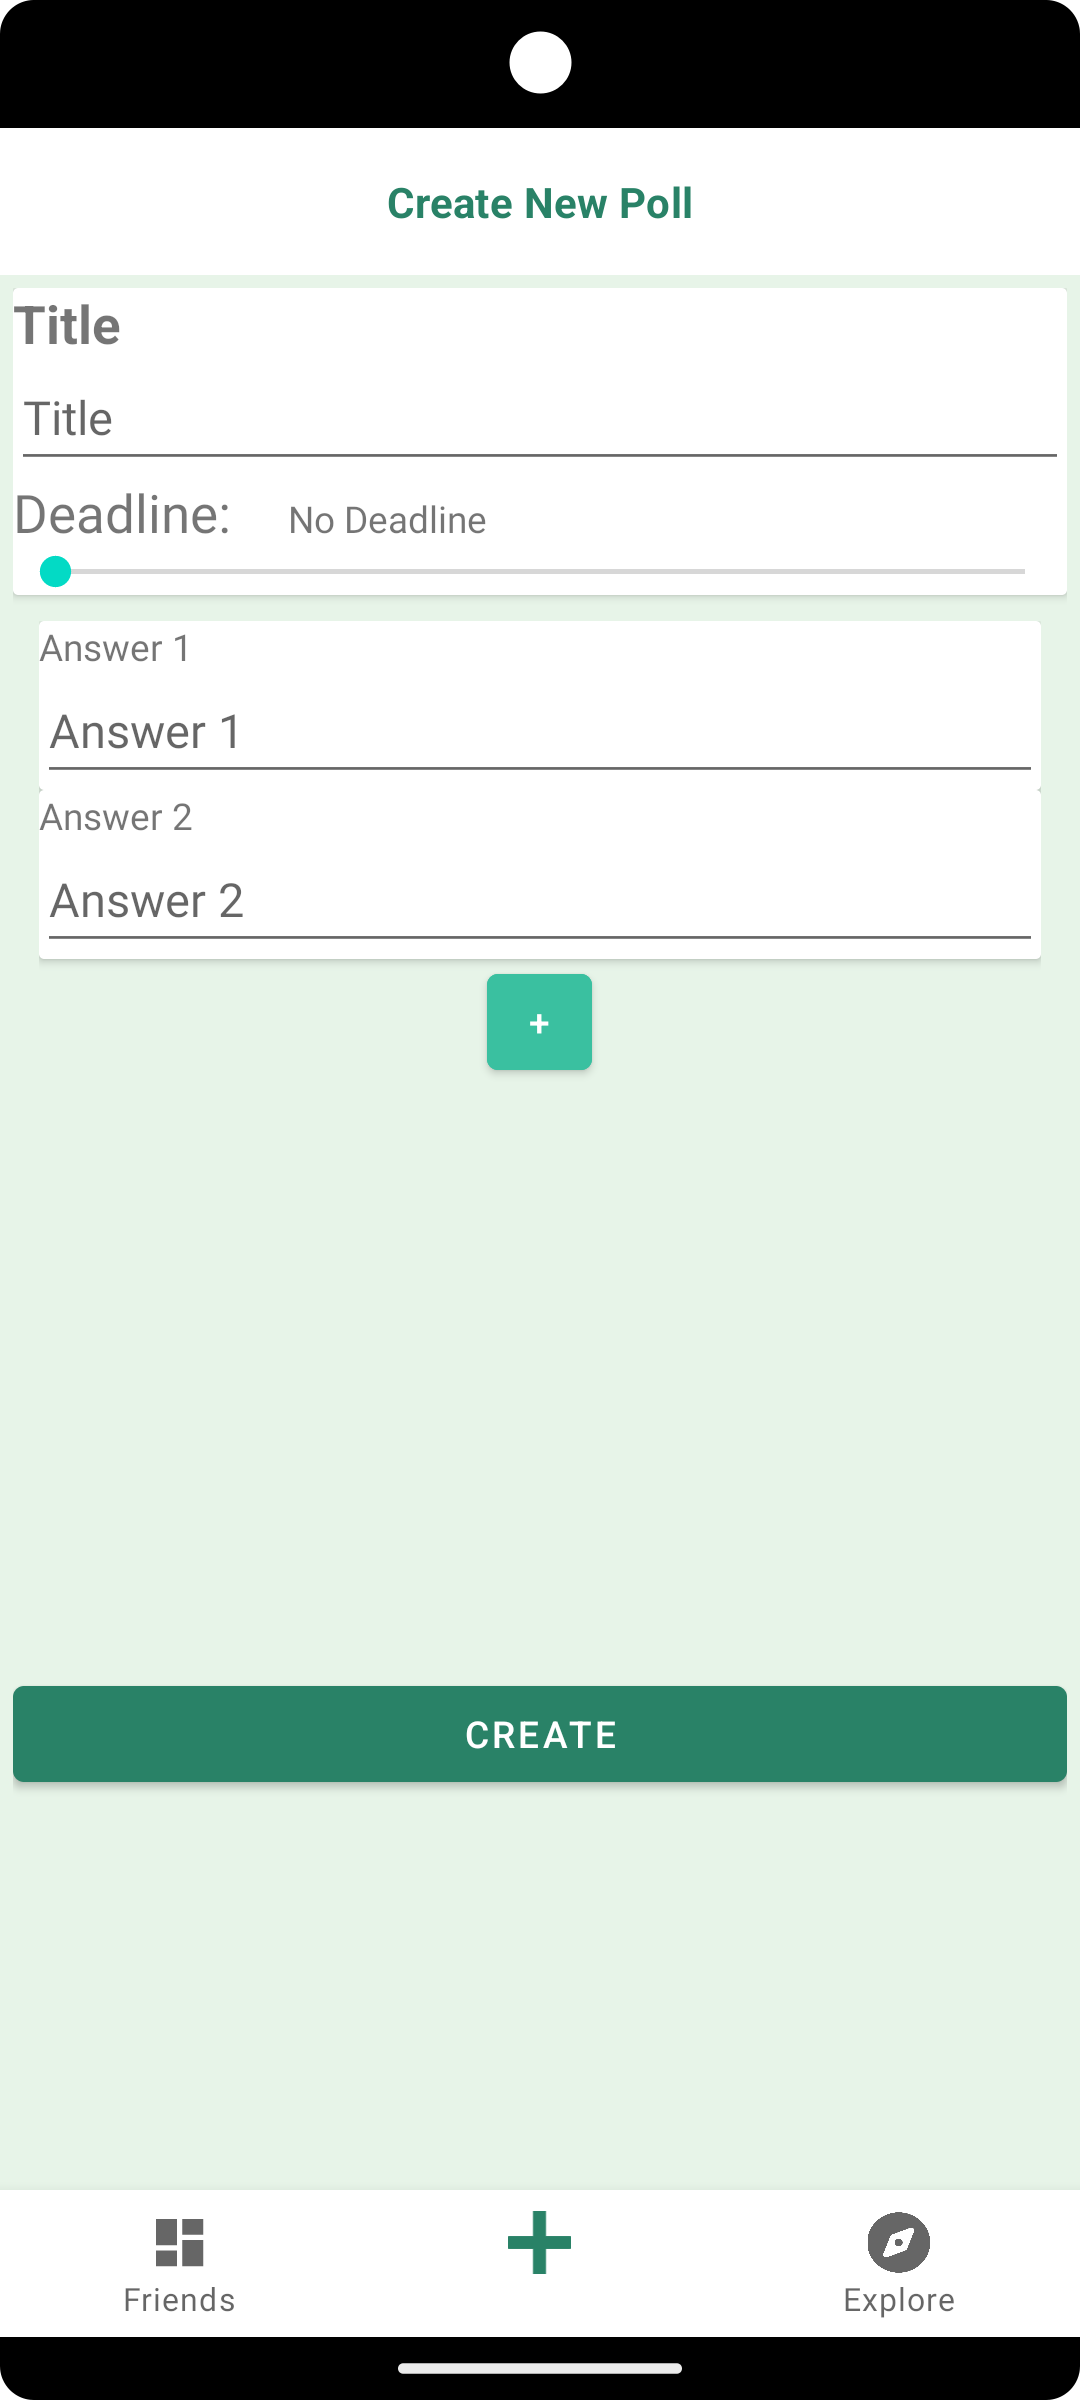 Create New Poll
Title
Title
Deadline: No Deadline
Answer 1
Answer 1
Answer 2
Answer 2
+
CREATE
Friends
Explore